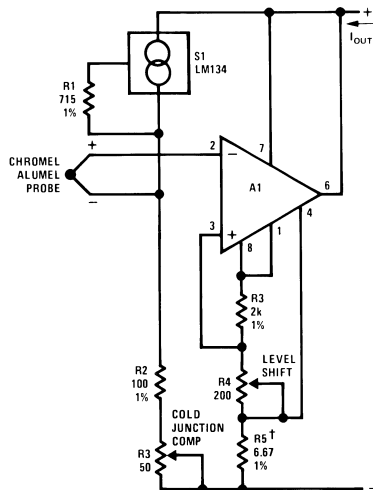 +
IOUT
S1
LM134
R1
715
1%
+
CHROMEL
ALUMEL
PROBE
−
2
−
7
A1
6
4
3
+
8
1
R3
2k
1%
LEVEL
SHIFT
R4
200
R2
100
1%
COLD
JUNCTION
COMP
R3
50
R5†
6.67
1%
−